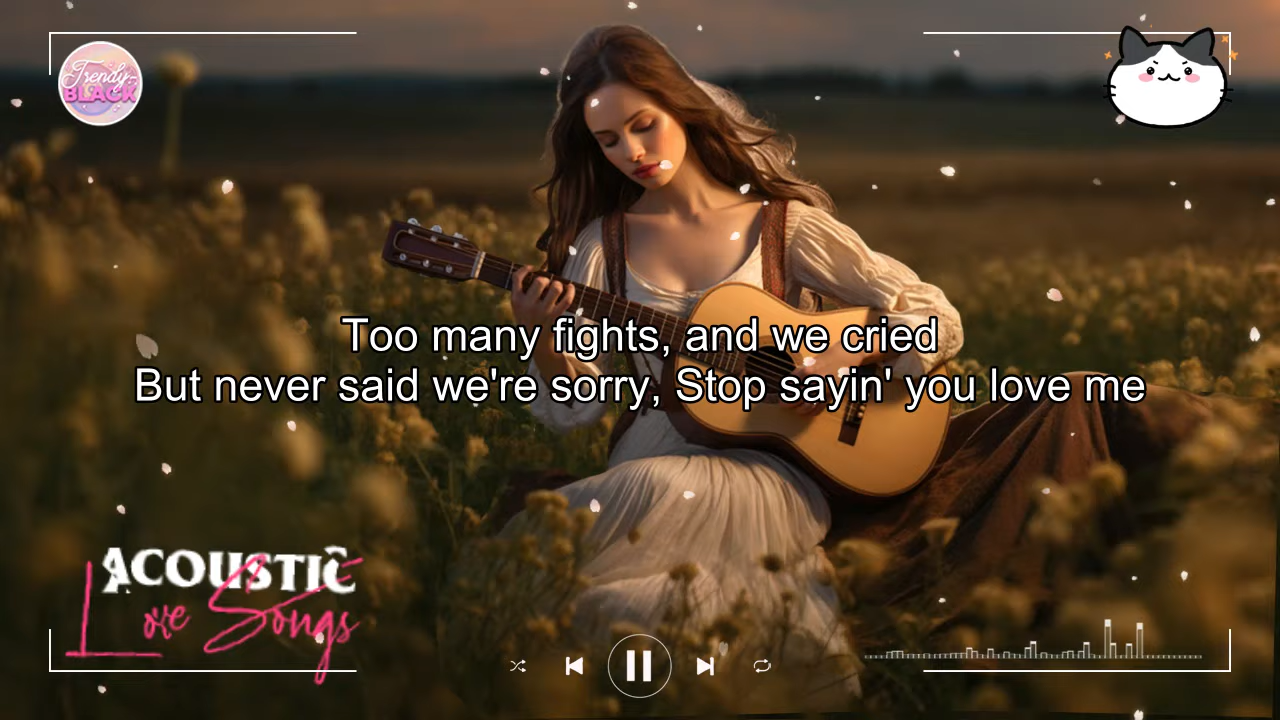 Trendy
BLACK
Too many fights, and we cried
But never said we're sorry, Stop sayin' you love me
ACOUSTIC
Love Songs